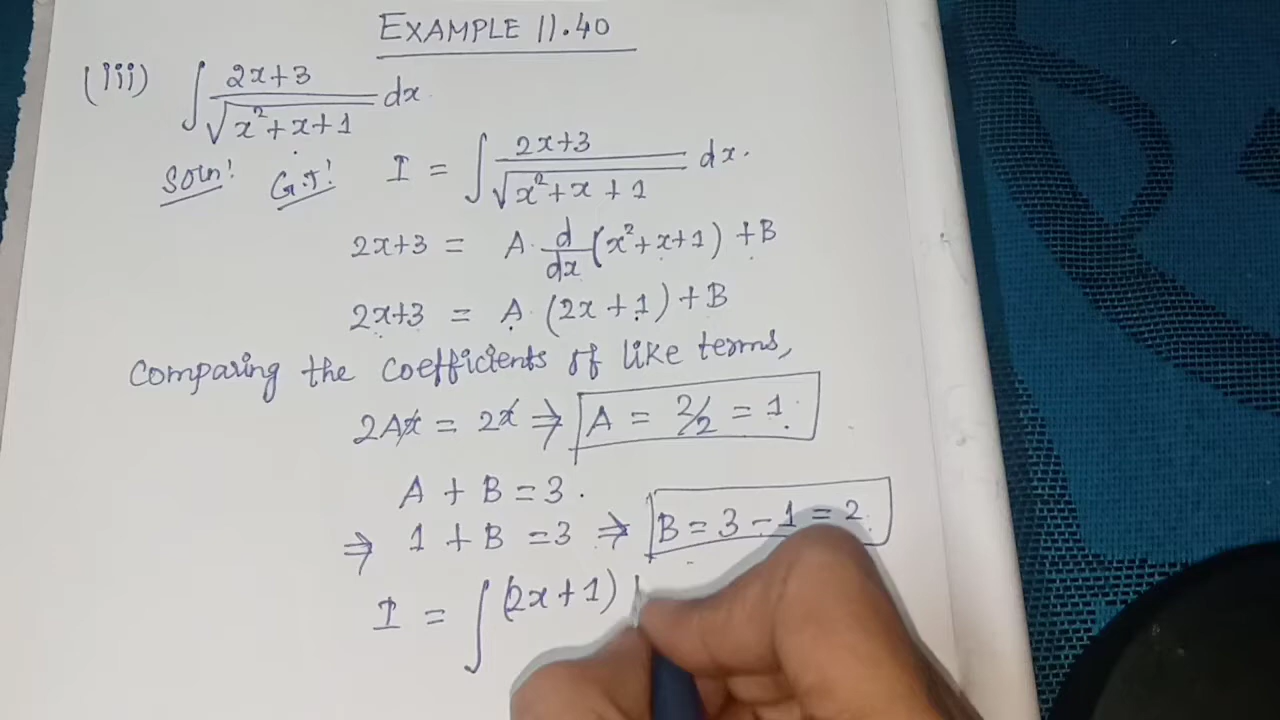 EXAMPLE 11.40
(iii) ∫ 2x+3 / √(x²+x+1) dx
Soln! G.T! I = ∫ 2x+3 / √(x²+x+1) dx.
2x+3 = A. d/dx (x²+x+1) + B
2x+3 = A (2x+1) + B
Comparing the coefficients of like terms,
2Ax = 2x ⇒ A = 2/2 = 1.
A + B = 3.
⇒ 1 + B = 3 ⇒ B = 3 - 1 = 2.
I = ∫ (2x+1)